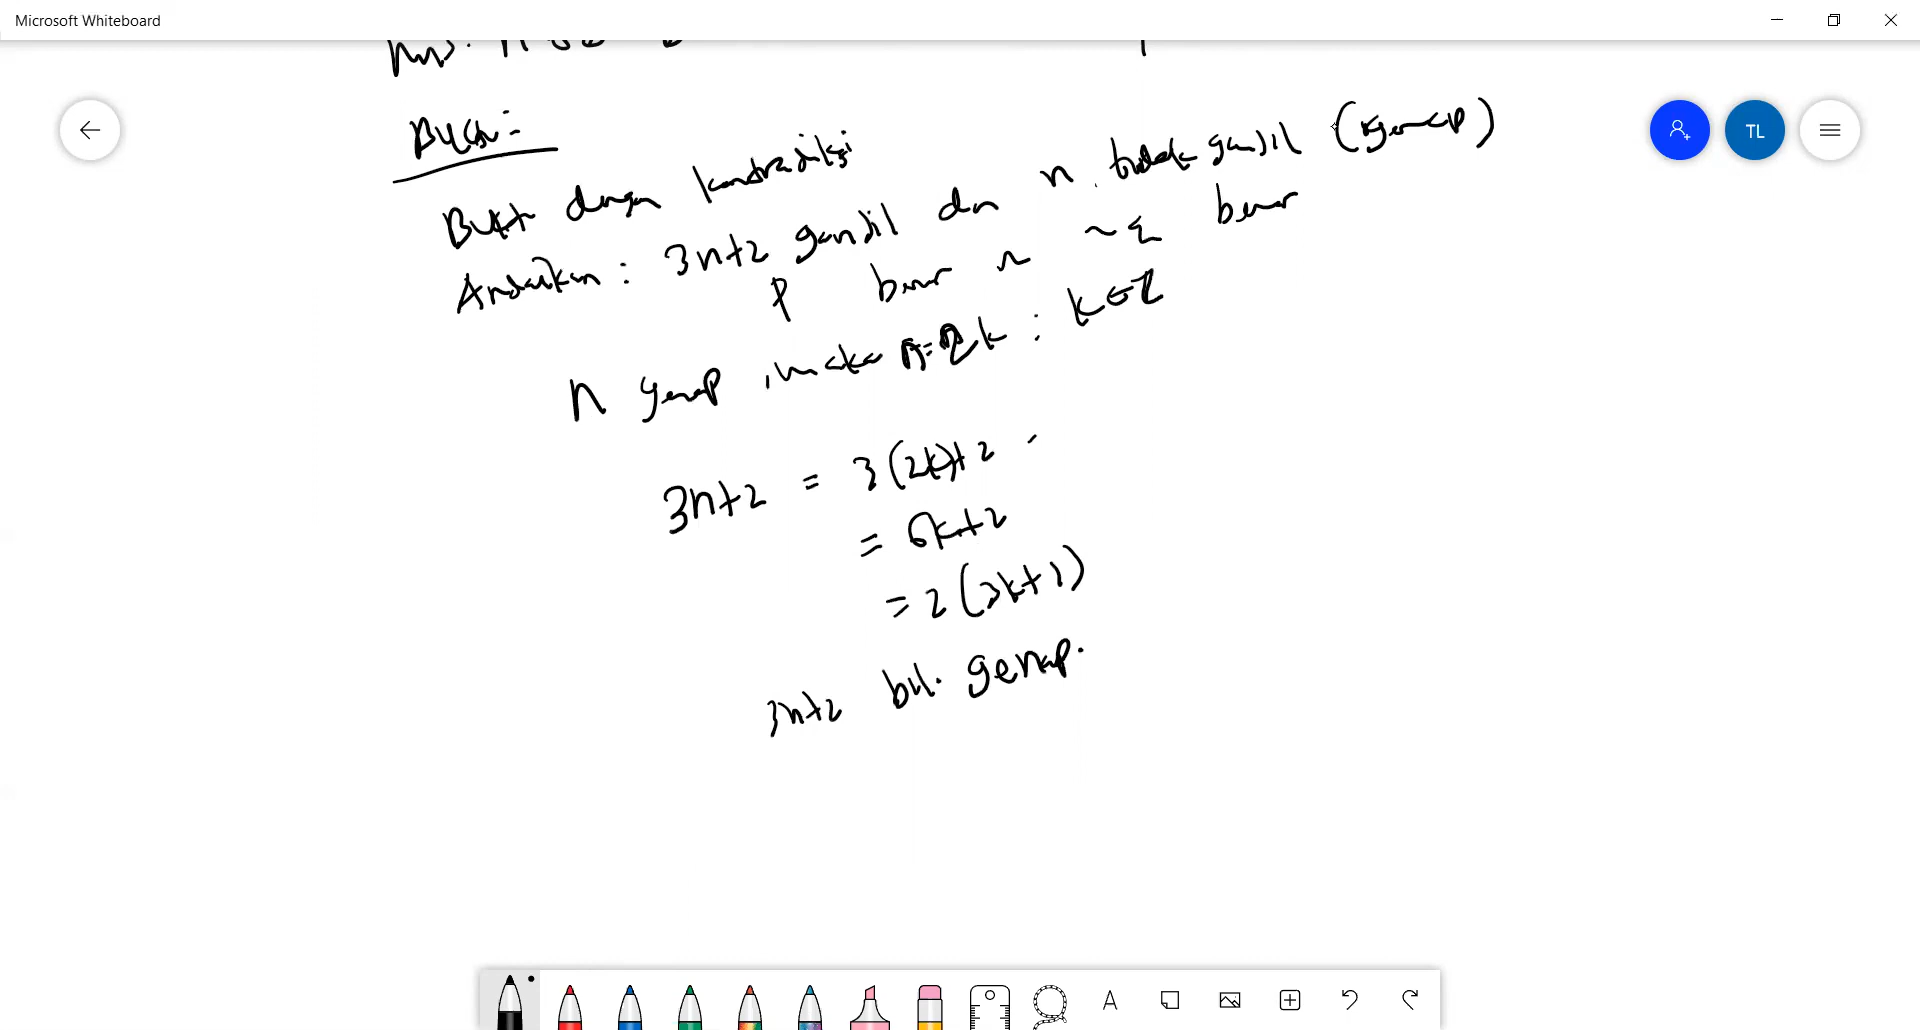 Microsoft Whiteboard
Bukti:
Bukti dengan kontradiksi
Andaikan: 3n+2 ganjil dan n tidak ganjil (genap)
p benar ~q benar
n genap, maka n=2k : k∈Z
3n+2 = 3(2k)+2
= 6k+2
= 2(3k+1)
3n+2 bil. genap.
TL